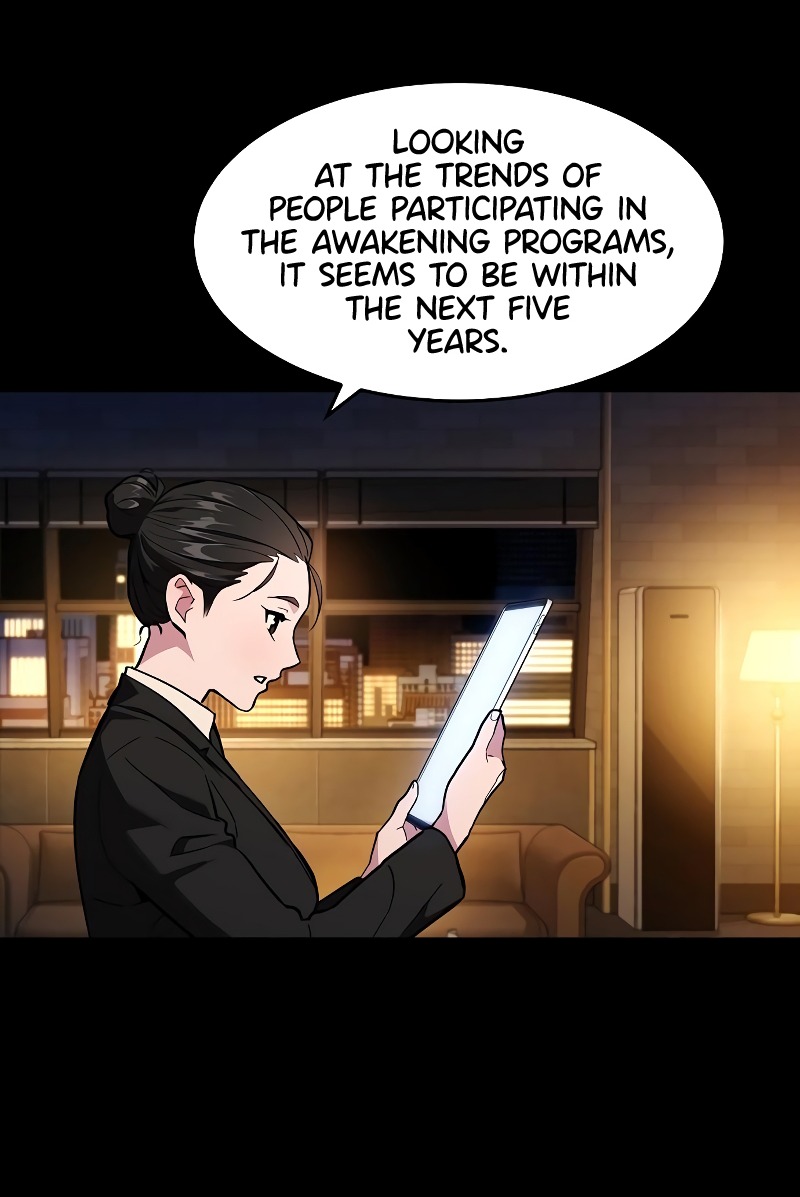 LOOKING
AT THE TRENDS OF
PEOPLE PARTICIPATING IN
THE AWAKENING PROGRAMS,
IT SEEMS TO BE WITHIN
THE NEXT FIVE
YEARS.